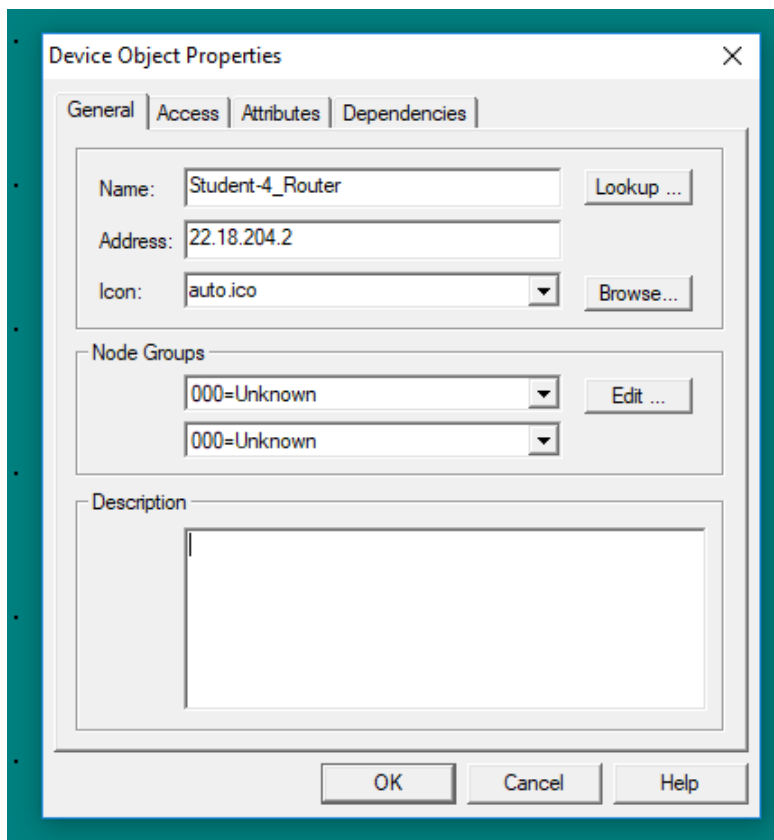 Device Object Properties
General Access Attributes Dependencies
Name: Student-4_Router Lookup ...
Address: 22.18.204.2
Icon: auto.ico Browse...
Node Groups
000=Unknown Edit ...
000=Unknown
Description
OK Cancel Help